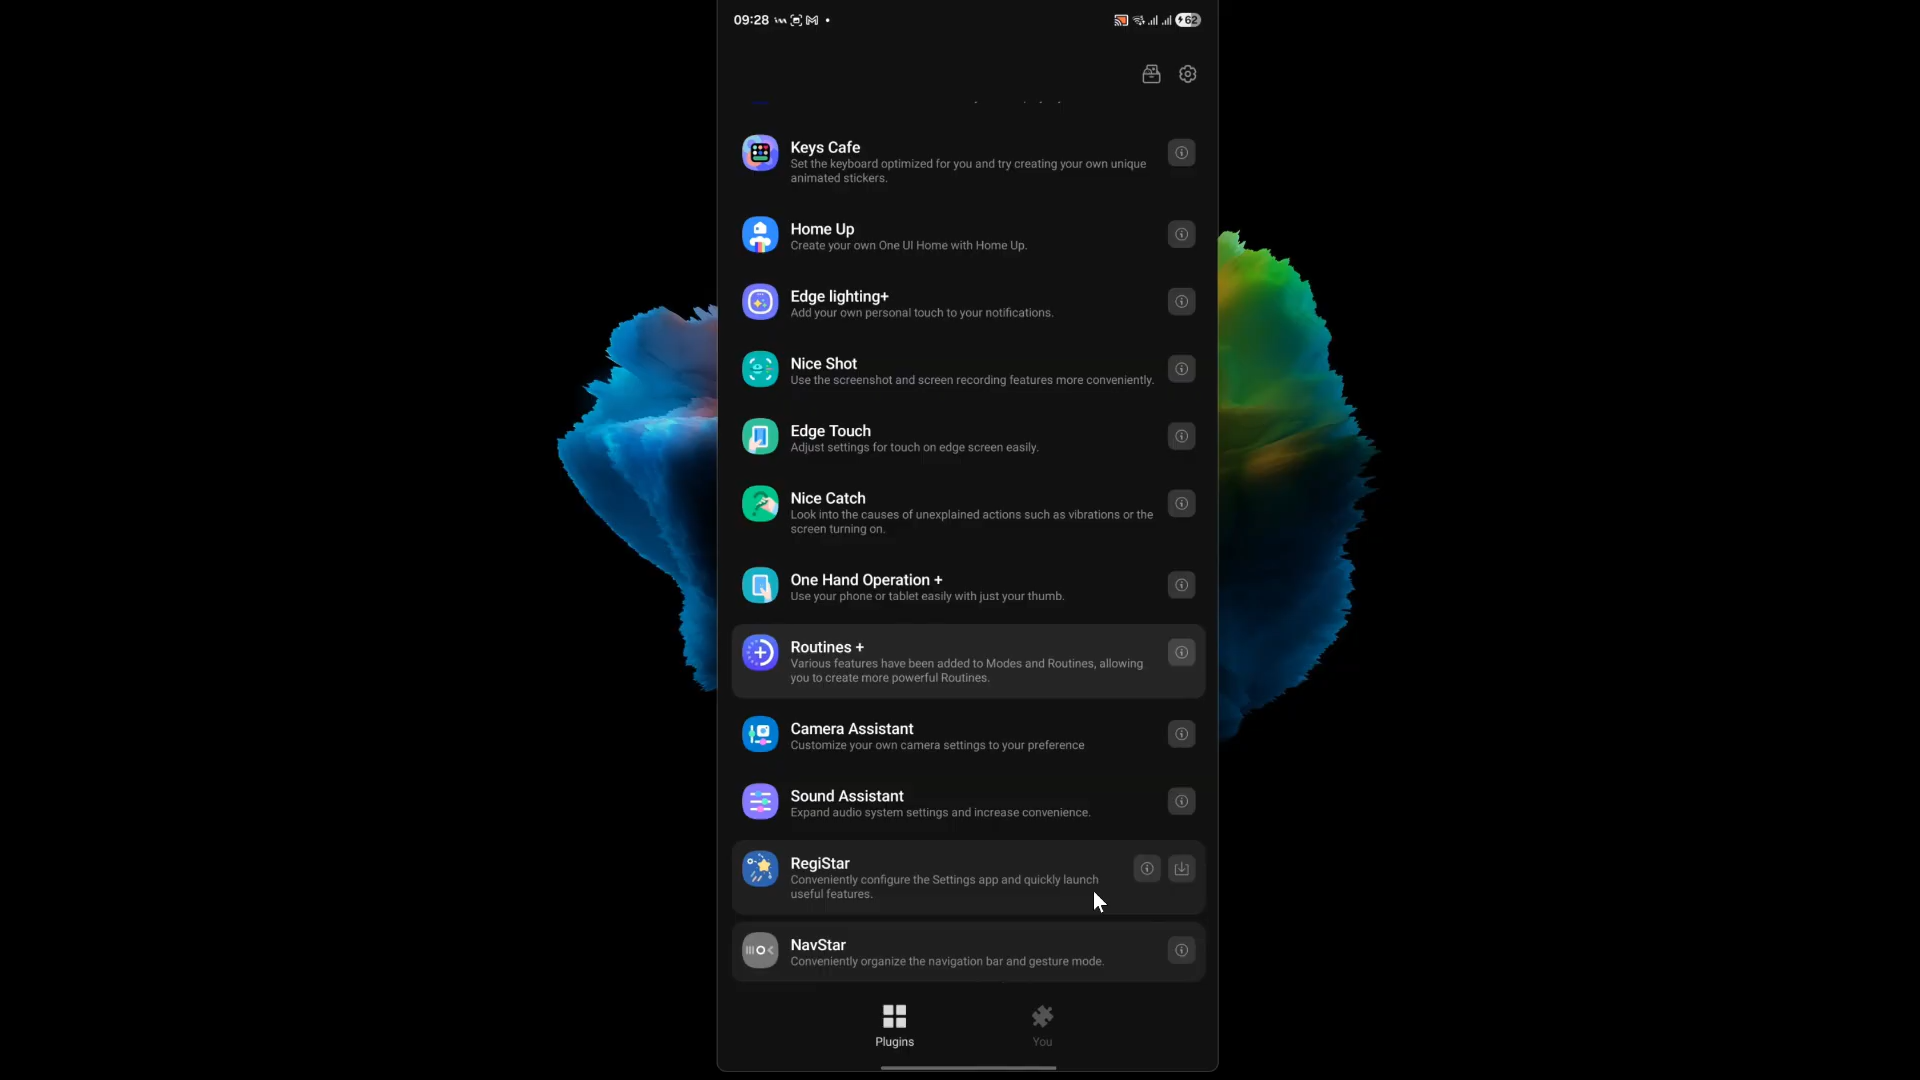 09:28
62
Keys Cafe
Set the keyboard optimized for you and try creating your own unique
animated stickers.
Home Up
Create your own One UI Home with Home Up.
Edge lighting+
Add your own personal touch to your notifications.
Nice Shot
Use the screenshot and screen recording features more conveniently.
Edge Touch
Adjust settings for touch on edge screen easily.
Nice Catch
Look into the causes of unexplained actions such as vibrations or the
screen turning on.
One Hand Operation +
Use your phone or tablet easily with just your thumb.
Routines +
Various features have been added to Modes and Routines, allowing
you to create more powerful Routines.
Camera Assistant
Customize your own camera settings to your preference
Sound Assistant
Expand audio system settings and increase convenience.
RegiStar
Conveniently configure the Settings app and quickly launch
useful features.
NavStar
Conveniently organize the navigation bar and gesture mode.
Plugins
You